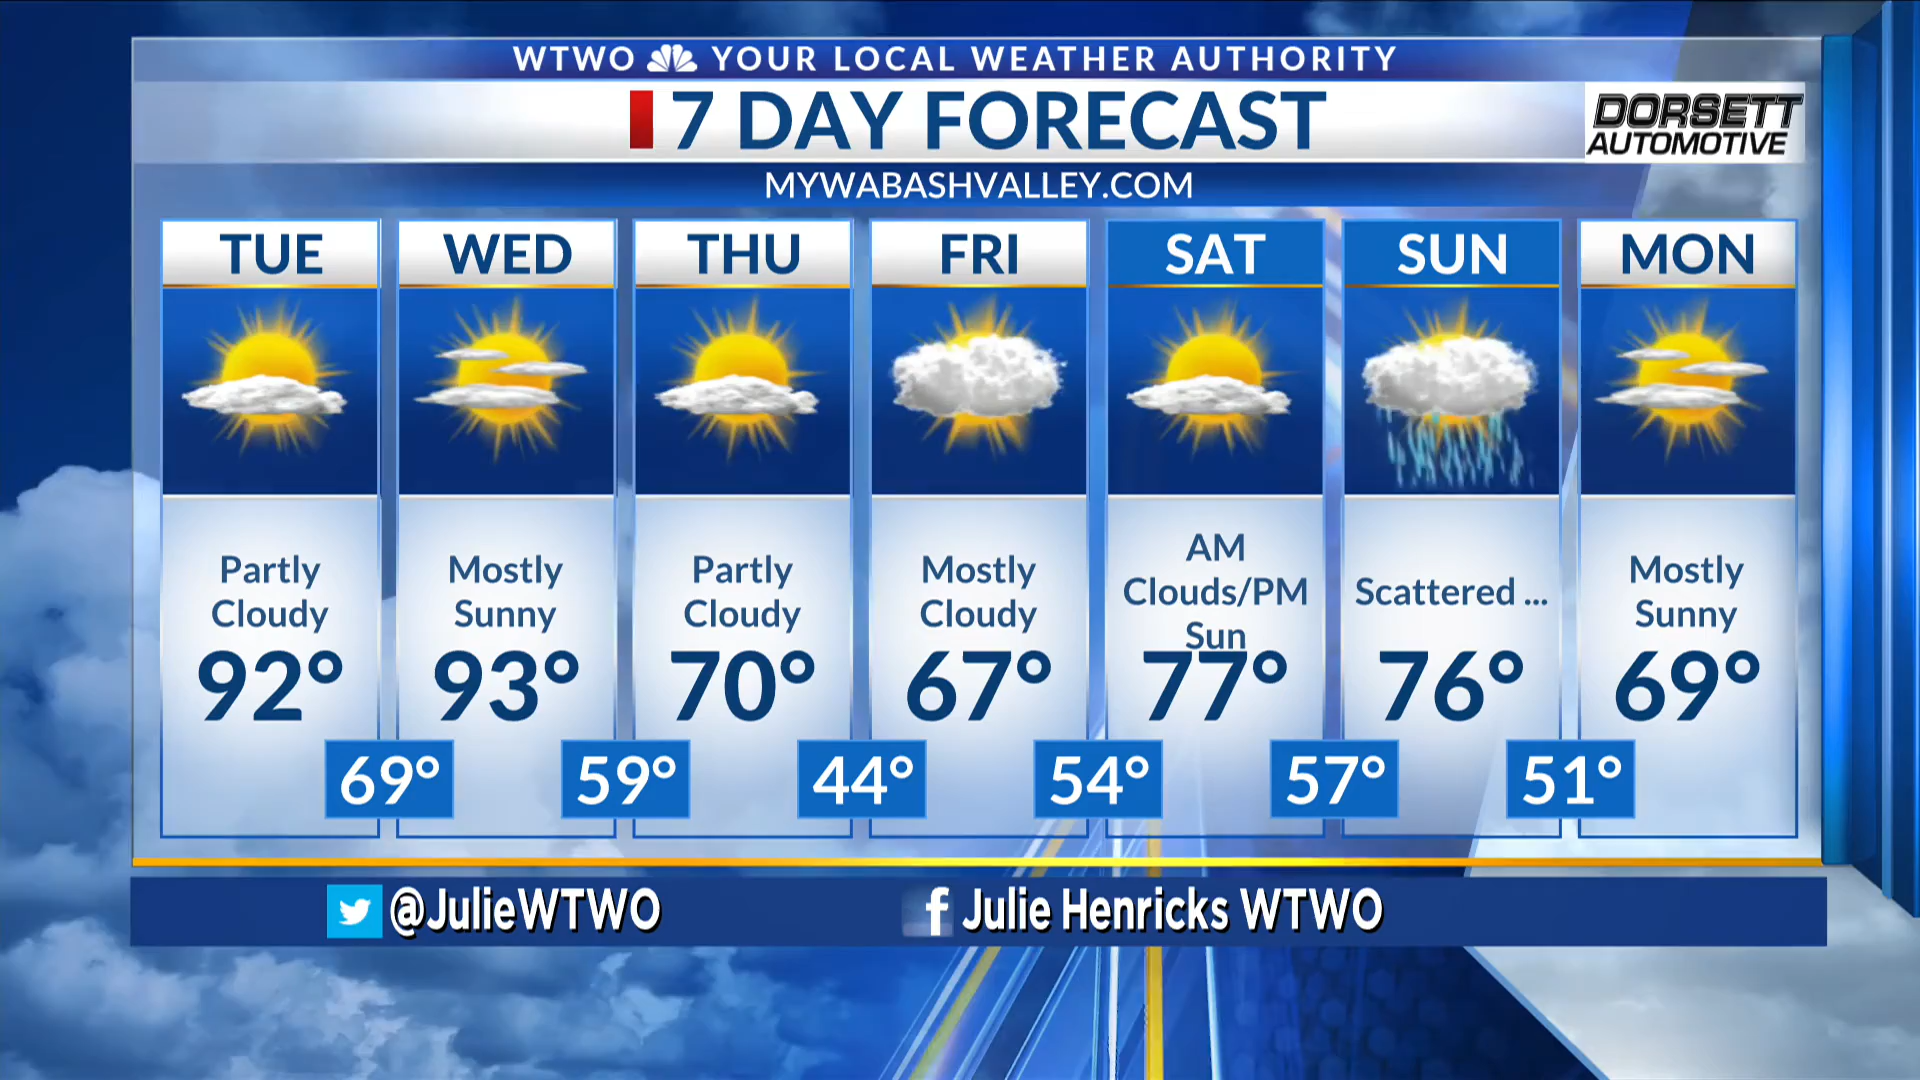 WTWO YOUR LOCAL WEATHER AUTHORITY
7 DAY FORECAST
DORSETT
AUTOMOTIVE
MYWABASHVALLEY.COM
TUE
Partly
Cloudy
92°
69°
WED
Mostly
Sunny
93°
59°
THU
Partly
Cloudy
70°
44°
FRI
Mostly
Cloudy
67°
54°
SAT
AM
Clouds/PM
Sun
77°
57°
SUN
Scattered ...
76°
51°
MON
Mostly
Sunny
69°
@JulieWTWO
f Julie Henricks WTWO